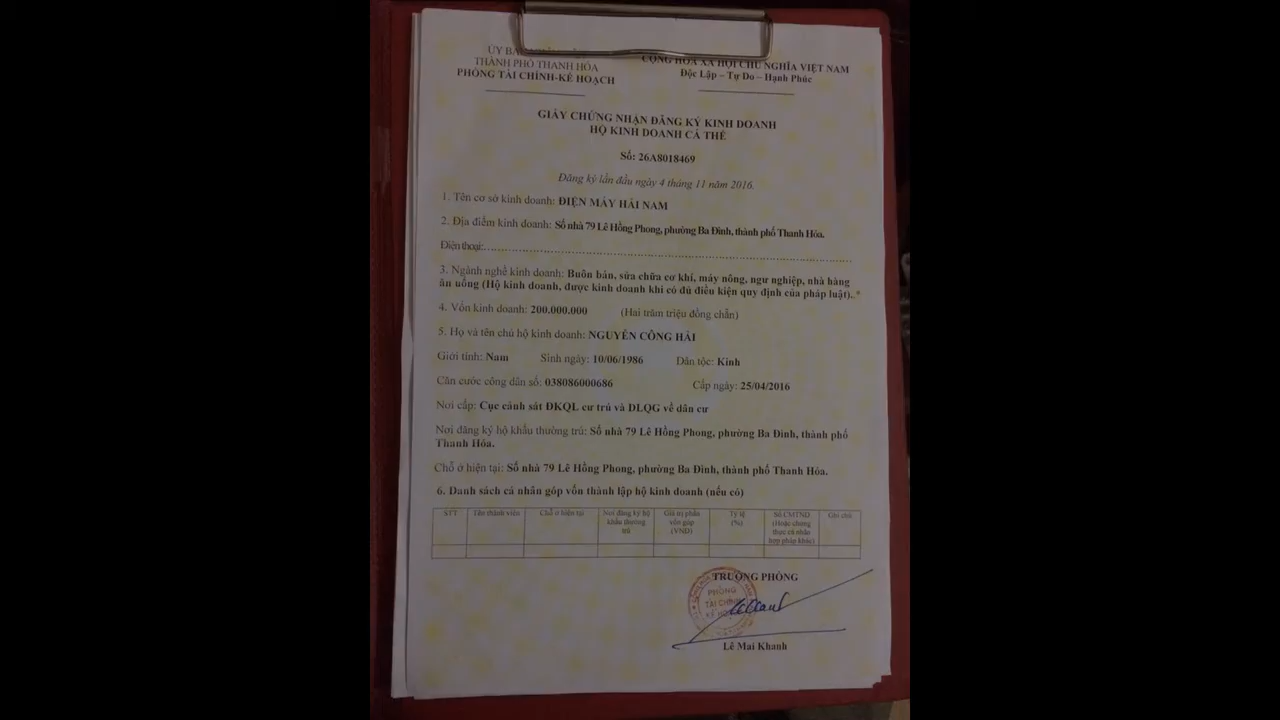 ỦY BA
THÀNH PHỐ THANH HÓA
PHÒNG TÀI CHÍNH-KẾ HOẠCH
CỘNG HÒA XÃ HỘI CHỦ NGHĨA VIỆT NAM
Độc Lập – Tự Do – Hạnh Phúc
GIẤY CHỨNG NHẬN ĐĂNG KÝ KINH DOANH
HỘ KINH DOANH CÁ THỂ
Số: 26A8018469
Đăng ký lần đầu ngày 4 tháng 11 năm 2016.
1. Tên cơ sở kinh doanh: ĐIỆN MÁY HẢI NAM
2. Địa điểm kinh doanh: Số nhà 79 Lê Hồng Phong, phường Ba Đình, thành phố Thanh Hóa.
Điện thoại:
3. Ngành nghề kinh doanh: Buôn bán, sửa chữa cơ khí, máy nông, ngư nghiệp, nhà hàng
ăn uống (Hộ kinh doanh, được kinh doanh khi có đủ điều kiện quy định của pháp luật)..*
4. Vốn kinh doanh: 200.000.000 (Hai trăm triệu đồng chẵn)
5. Họ và tên chủ hộ kinh doanh: NGUYỄN CÔNG HẢI
Giới tính: Nam Sinh ngày: 10/06/1986 Dân tộc: Kinh
Căn cước công dân số: 038086000686 Cấp ngày: 25/04/2016
Nơi cấp: Cục cảnh sát ĐKQL cư trú và DLQG về dân cư
Nơi đăng ký hộ khẩu thường trú: Số nhà 79 Lê Hồng Phong, phường Ba Đình, thành phố
Thanh Hóa.
Chỗ ở hiện tại: Số nhà 79 Lê Hồng Phong, phường Ba Đình, thành phố Thanh Hóa.
6. Danh sách cá nhân góp vốn thành lập hộ kinh doanh (nếu có)
STT
Tên thành viên
Chỗ ở hiện tại
Nơi đăng ký hộ
khẩu thường
trú
Giá trị phần
vốn góp
(VNĐ)
Tỷ lệ
(%)
Số CMTND
(Hoặc chứng
thực cá nhân
hợp pháp khác)
Ghi chú
TRƯỞNG PHÒNG
PHÒNG
TÀI CHÍNH
Lê Mai Khanh